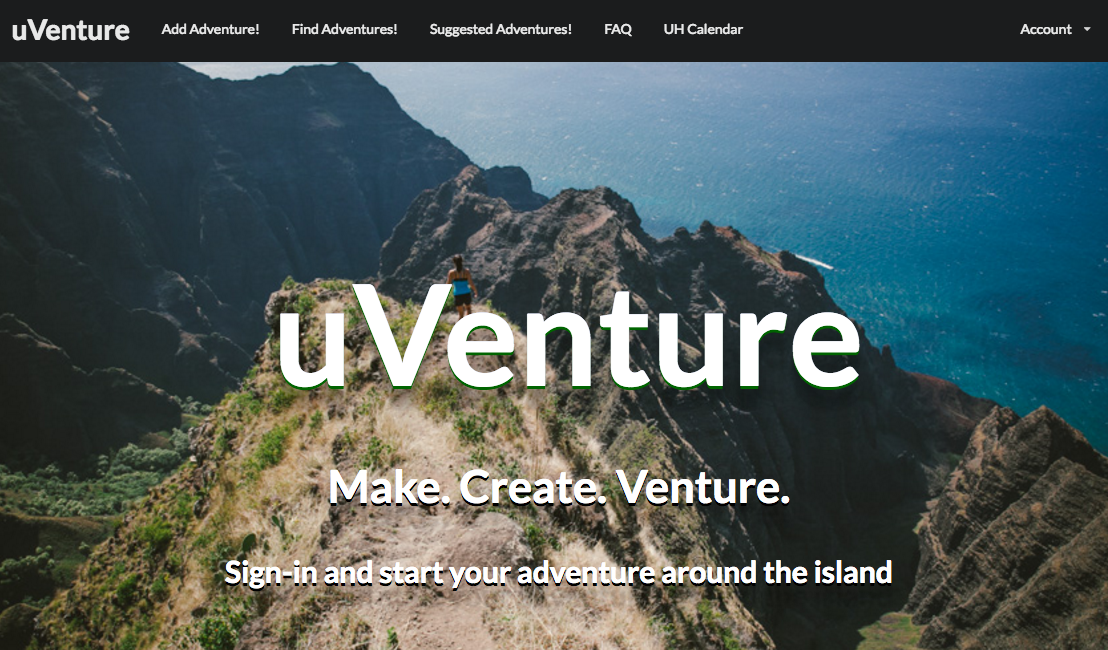 uVenture Add Adventure! Find Adventures! Suggested Adventures! FAQ UH Calendar Account
uVenture
Make. Create. Venture.
Sign-in and start your adventure around the island